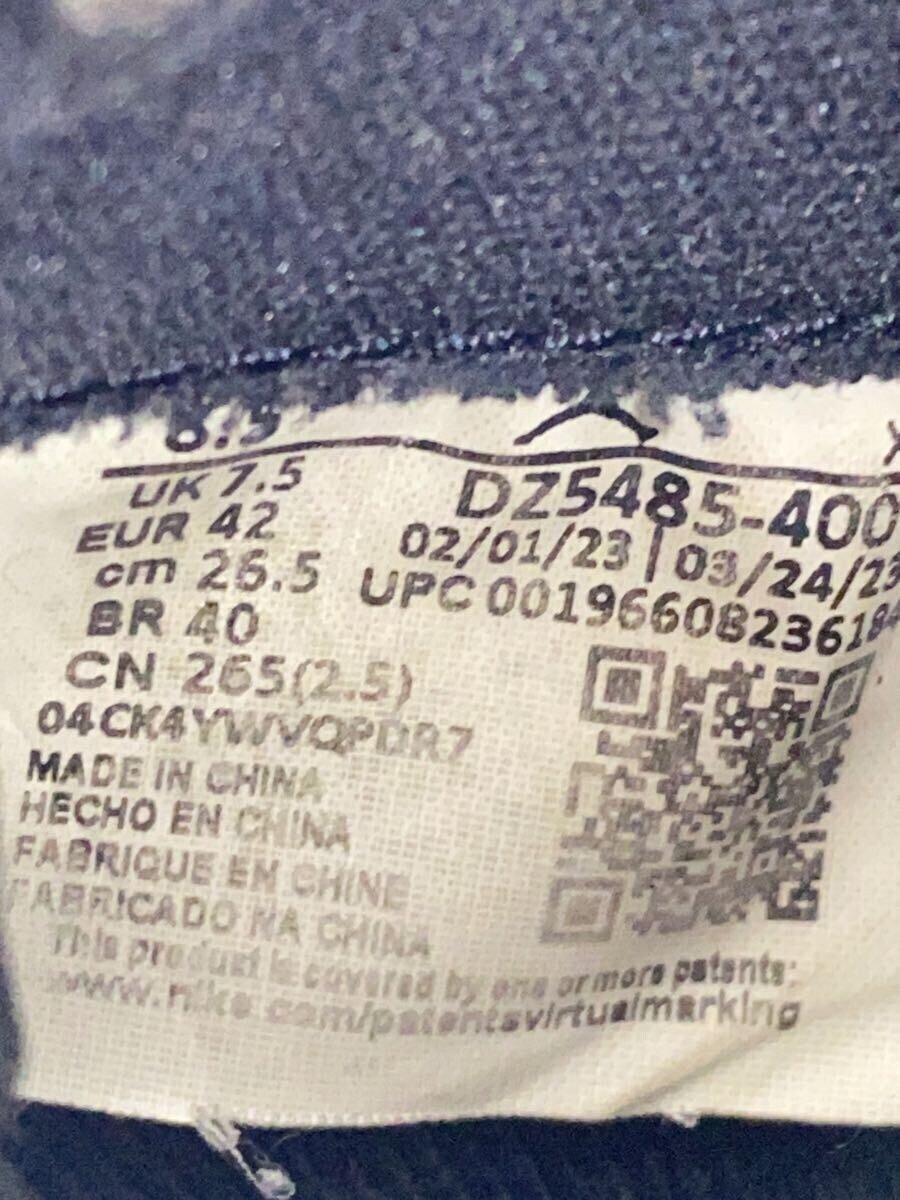 8.5
UK 7.5
EUR 42
cm 26.5
BR 40
CN 265(2.5)
04CK4YWVQPDR7
MADE IN CHINA
HECHO EN CHINA
FABRIQUE EN CHINE
FABRICADO NA CHINA
DZ5485-400
02/01/23 | 03/24/23
UPC 00196608236184
This product is covered by one or more patents:
www.nike.com/patentsvirtualmarking